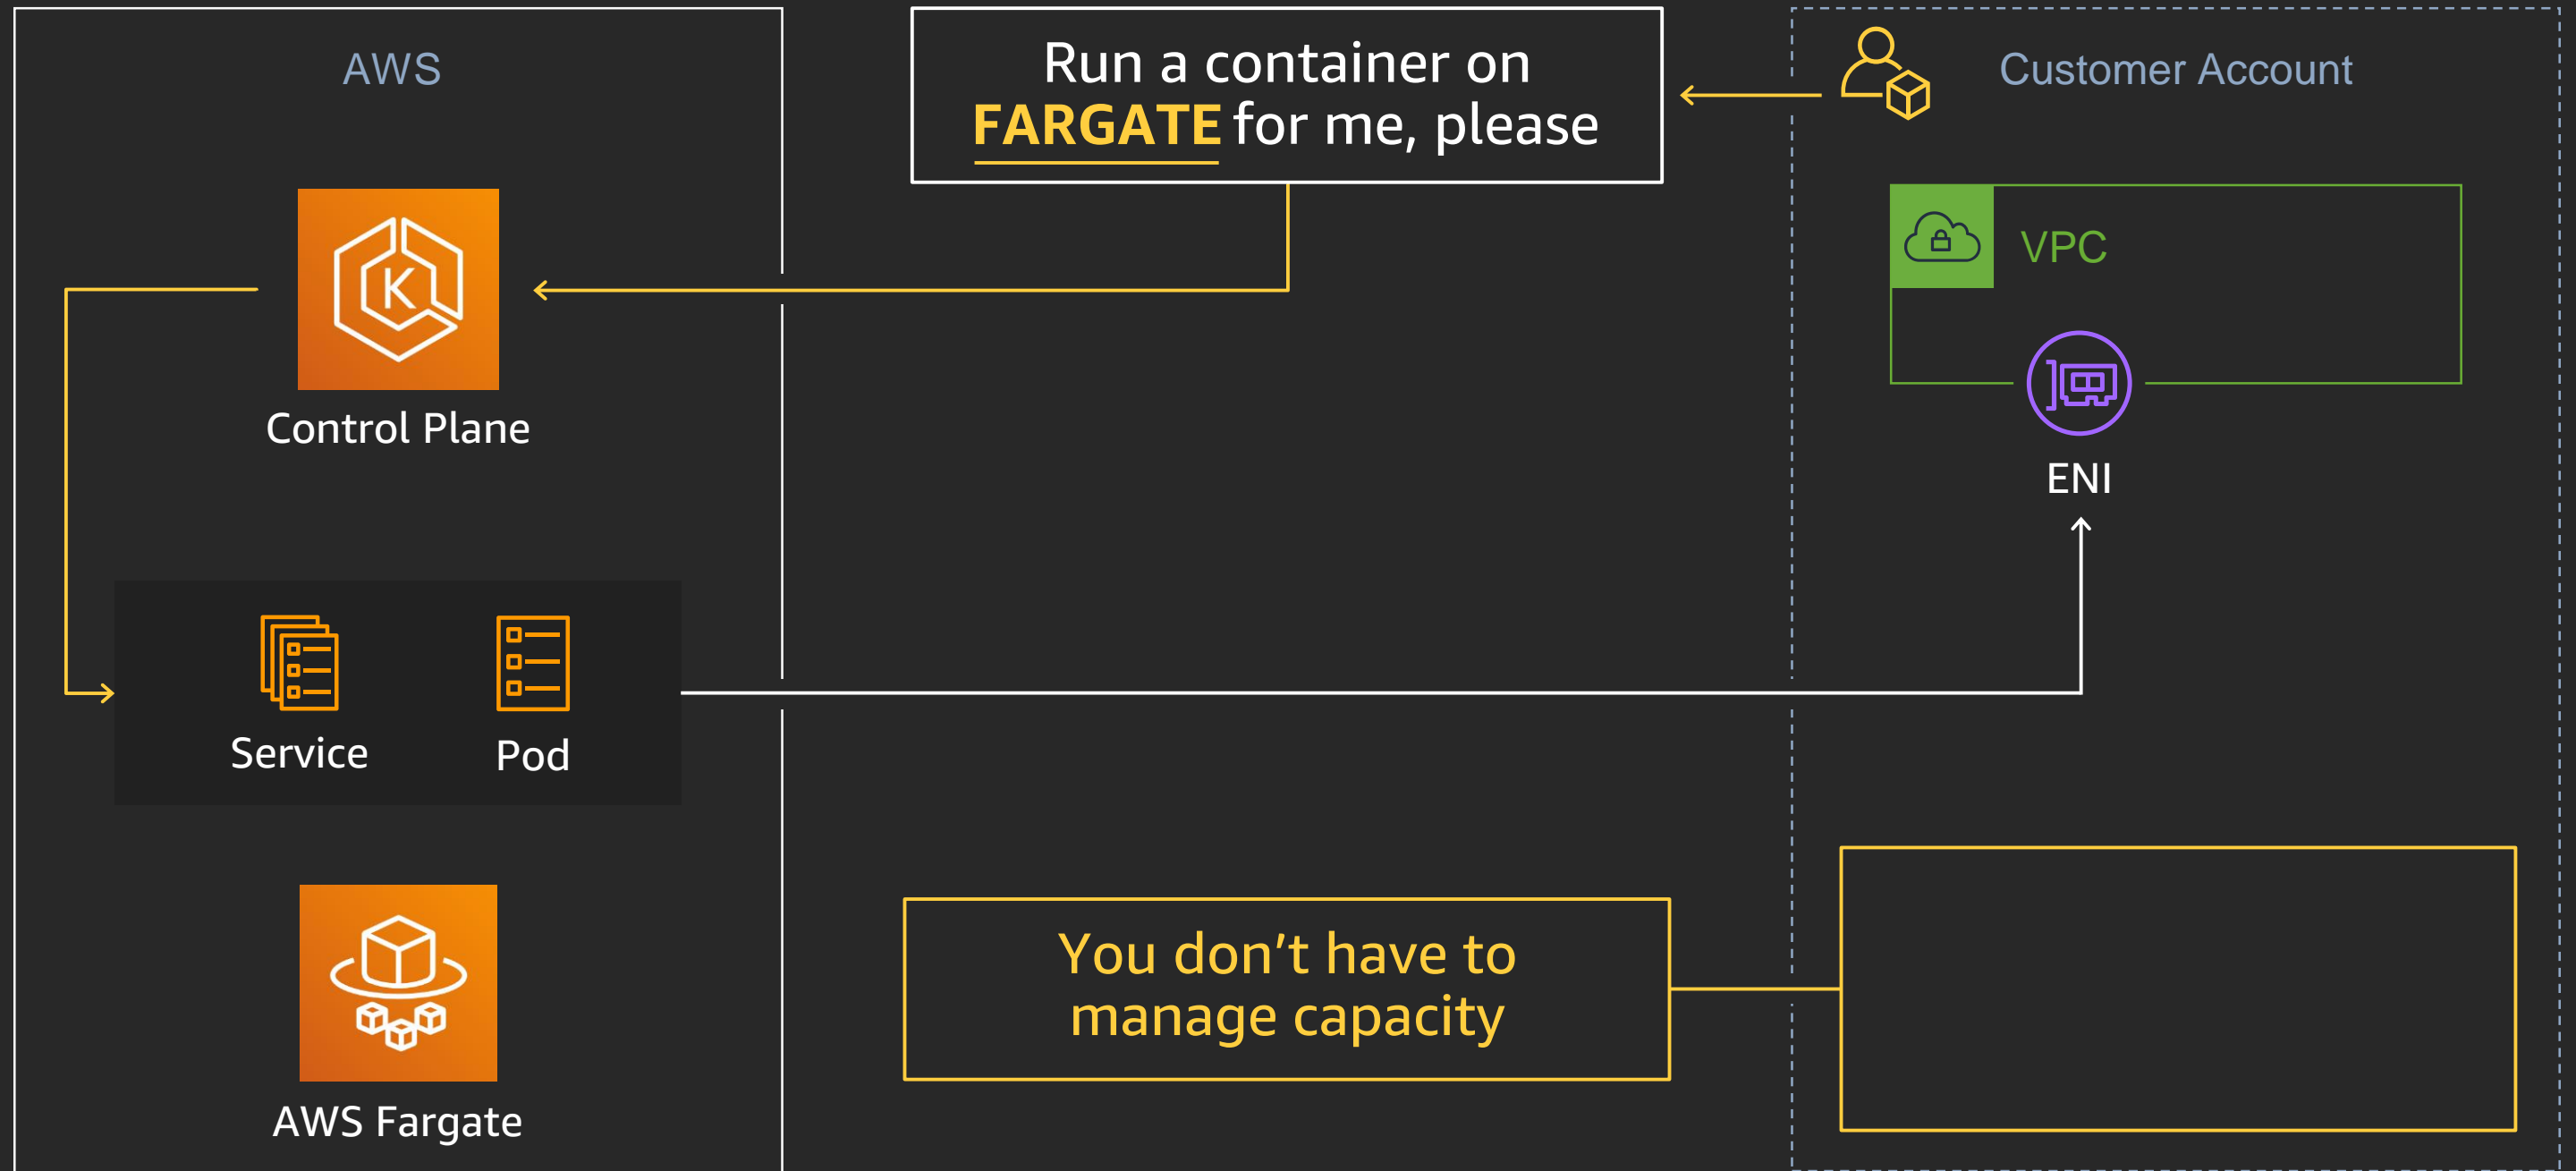 AWS
Run a container on
FARGATE for me, please
Customer Account
VPC
K
Control Plane
ENI
Service
Pod
You don’t have to
manage capacity
AWS Fargate